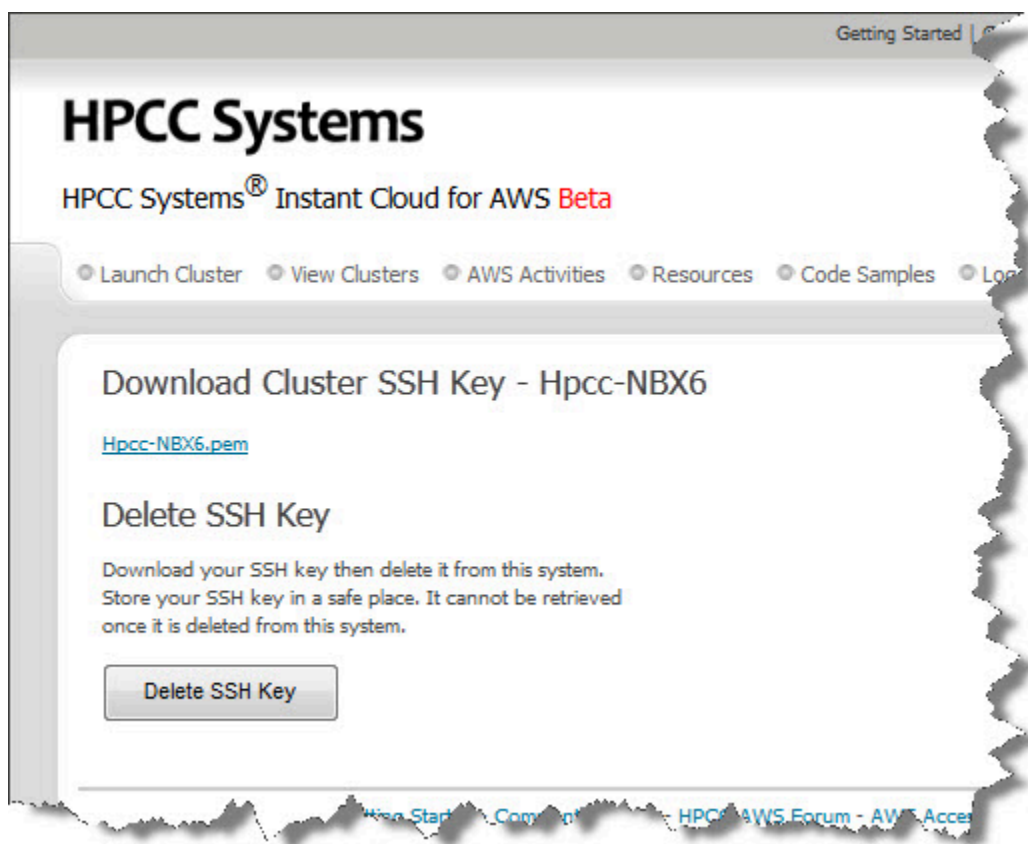 Getting Started |
HPCC Systems
HPCC Systems® Instant Cloud for AWS Beta
Launch Cluster View Clusters AWS Activities Resources Code Samples
Download Cluster SSH Key - Hpcc-NBX6
Hpcc-NBX6.pem
Delete SSH Key
Download your SSH key then delete it from this system.
Store your SSH key in a safe place. It cannot be retrieved
once it is deleted from this system.
Delete SSH Key
HPCC AWS Forum - AWS